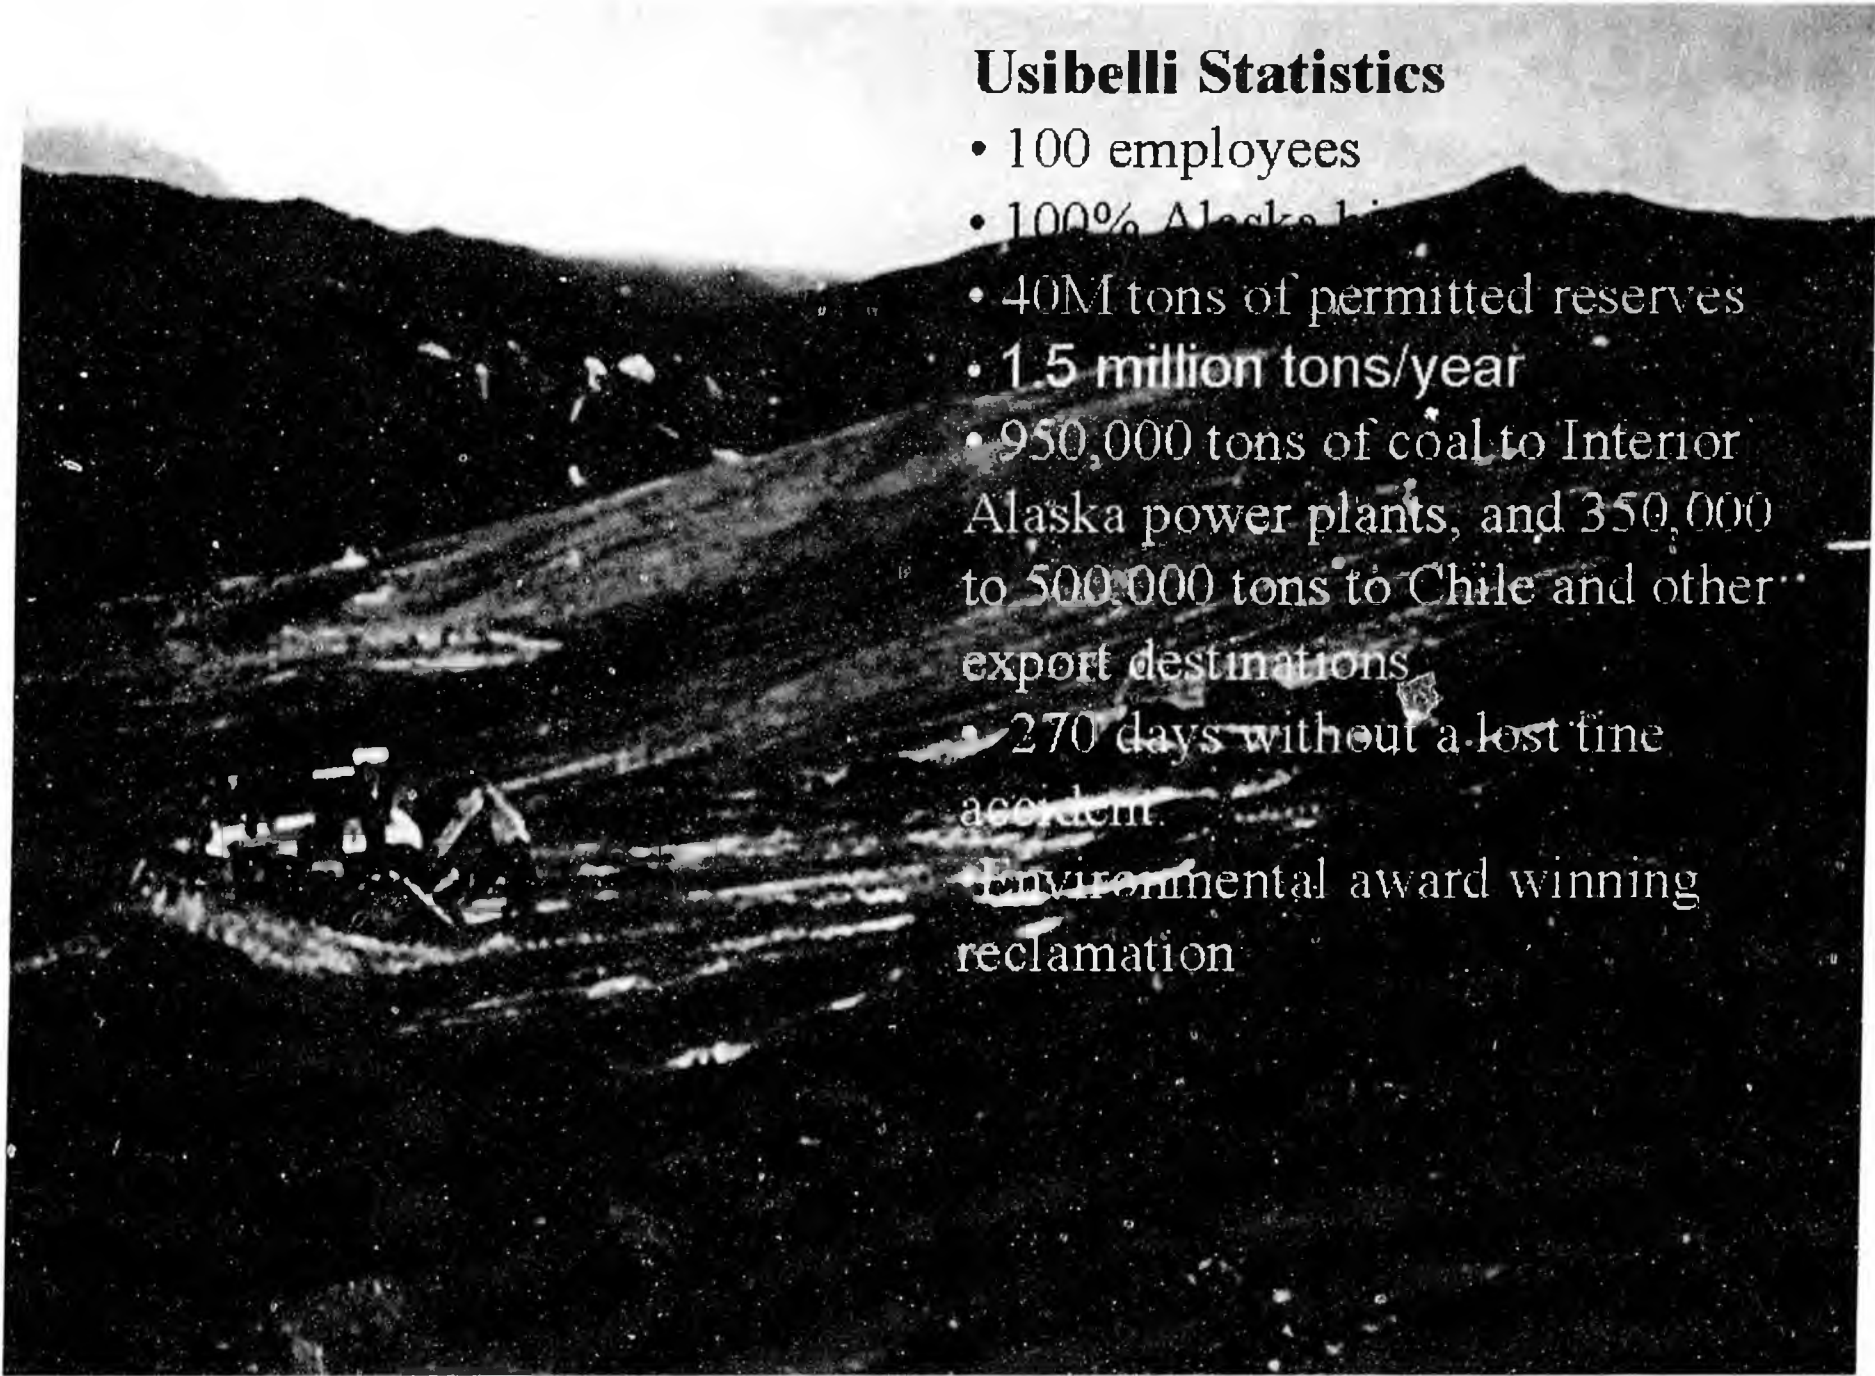 Usibelli Statistics
• 100 employees
• 100% Alaska
• 40M tons of permitted reserves
• 1.5 million tons/year
• 950,000 tons of coal to Interior
Alaska power plants, and 350,000
to 500,000 tons to Chile and other
export destinations
• 270 days without a lost time
accident.
•Environmental award winning
reclamation